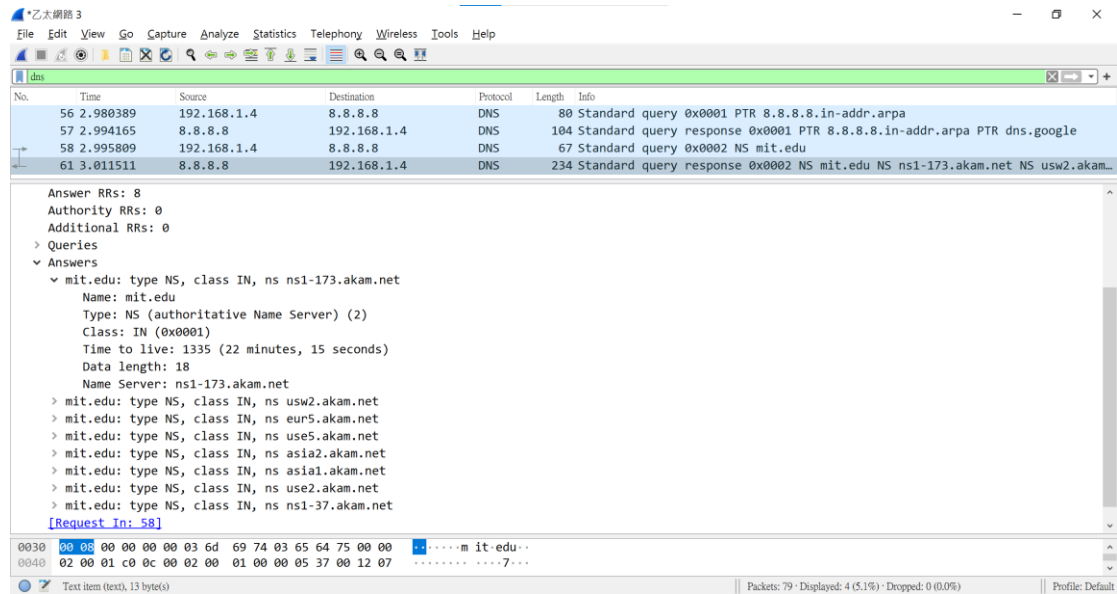 *乙太網路 3
File Edit View Go Capture Analyze Statistics Telephony Wireless Tools Help
dns
No. Time Source Destination Protocol Length Info
56 2.980389 192.168.1.4 8.8.8.8 DNS 80 Standard query 0x0001 PTR 8.8.8.8.in-addr.arpa
57 2.994165 8.8.8.8 192.168.1.4 DNS 104 Standard query response 0x0001 PTR 8.8.8.8.in-addr.arpa PTR dns.google
58 2.995809 192.168.1.4 8.8.8.8 DNS 67 Standard query 0x0002 NS mit.edu
61 3.011511 8.8.8.8 192.168.1.4 DNS 234 Standard query response 0x0002 NS mit.edu NS ns1-173.akam.net NS usw2.akam…
Answer RRs: 8
Authority RRs: 0
Additional RRs: 0
> Queries
Answers
mit.edu: type NS, class IN, ns ns1-173.akam.net
Name: mit.edu
Type: NS (authoritative Name Server) (2)
Class: IN (0x0001)
Time to live: 1335 (22 minutes, 15 seconds)
Data length: 18
Name Server: ns1-173.akam.net
> mit.edu: type NS, class IN, ns usw2.akam.net
> mit.edu: type NS, class IN, ns eur5.akam.net
> mit.edu: type NS, class IN, ns use5.akam.net
> mit.edu: type NS, class IN, ns asia2.akam.net
> mit.edu: type NS, class IN, ns asia1.akam.net
> mit.edu: type NS, class IN, ns use2.akam.net
> mit.edu: type NS, class IN, ns ns1-37.akam.net
[Request In: 58]
0030 00 08 00 00 00 00 03 6d 69 74 03 65 64 75 00 00 ·······m it·edu··
0040 02 00 01 c0 0c 00 02 00 01 00 00 05 37 00 12 07 ········ ····7···
Text item (text), 13 byte(s) Packets: 79 · Displayed: 4 (5.1%) · Dropped: 0 (0.0%) Profile: Default